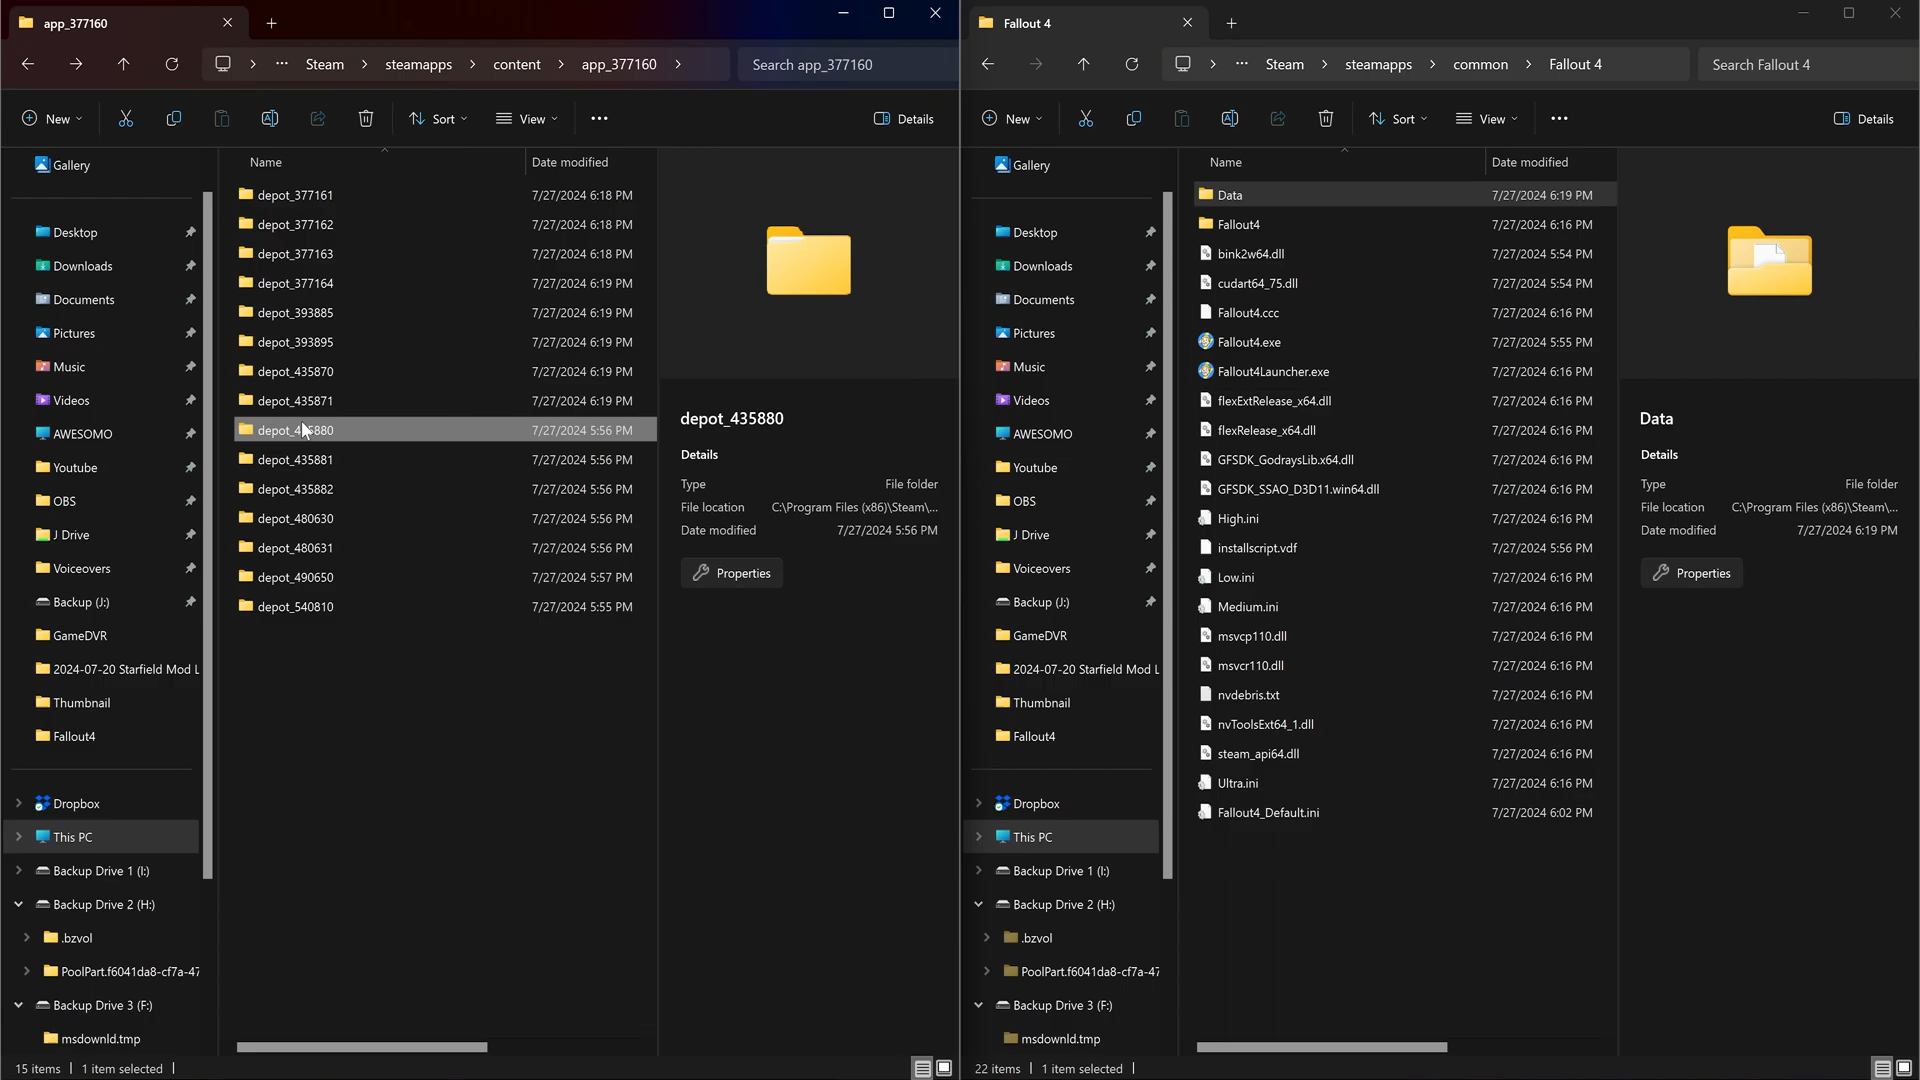 app_377160
Steam
steamapps
content
app_377160
Search app_377160
New
Sort
View
Details
Gallery
Desktop
Downloads
Documents
Pictures
Music
Videos
AWESOMO
Youtube
OBS
J Drive
Voiceovers
Backup (J:)
GameDVR
2024-07-20 Starfield Mod L
Thumbnail
Fallout4
Dropbox
This PC
Backup Drive 1 (I:)
Backup Drive 2 (H:)
.bzvol
PoolPart.f6041da8-cf7a-47
Backup Drive 3 (F:)
msdownld.tmp
Name Date modified
depot_377161 7/27/2024 6:18 PM
depot_377162 7/27/2024 6:18 PM
depot_377163 7/27/2024 6:18 PM
depot_377164 7/27/2024 6:19 PM
depot_393885 7/27/2024 6:19 PM
depot_393895 7/27/2024 6:19 PM
depot_435870 7/27/2024 6:19 PM
depot_435871 7/27/2024 6:19 PM
depot_435880 7/27/2024 5:56 PM
depot_435881 7/27/2024 5:56 PM
depot_435882 7/27/2024 5:56 PM
depot_480630 7/27/2024 5:56 PM
depot_480631 7/27/2024 5:56 PM
depot_490650 7/27/2024 5:57 PM
depot_540810 7/27/2024 5:55 PM
depot_435880
Details
Type File folder
File location C:\Program Files (x86)\Steam\...
Date modified 7/27/2024 5:56 PM
Properties
15 items 1 item selected
Fallout 4
Steam
steamapps
common
Fallout 4
Search Fallout 4
New
Sort
View
Details
Gallery
Desktop
Downloads
Documents
Pictures
Music
Videos
AWESOMO
Youtube
OBS
J Drive
Voiceovers
Backup (J:)
GameDVR
2024-07-20 Starfield Mod L
Thumbnail
Fallout4
Dropbox
This PC
Backup Drive 1 (I:)
Backup Drive 2 (H:)
.bzvol
PoolPart.f6041da8-cf7a-47
Backup Drive 3 (F:)
msdownld.tmp
Name Date modified
Data 7/27/2024 6:19 PM
Fallout4 7/27/2024 6:16 PM
bink2w64.dll 7/27/2024 5:54 PM
cudart64_75.dll 7/27/2024 5:54 PM
Fallout4.ccc 7/27/2024 6:16 PM
Fallout4.exe 7/27/2024 5:55 PM
Fallout4Launcher.exe 7/27/2024 6:16 PM
flexExtRelease_x64.dll 7/27/2024 6:16 PM
flexRelease_x64.dll 7/27/2024 6:16 PM
GFSDK_GodraysLib.x64.dll 7/27/2024 6:16 PM
GFSDK_SSAO_D3D11.win64.dll 7/27/2024 6:16 PM
High.ini 7/27/2024 6:16 PM
installscript.vdf 7/27/2024 5:56 PM
Low.ini 7/27/2024 6:16 PM
Medium.ini 7/27/2024 6:16 PM
msvcp110.dll 7/27/2024 6:16 PM
msvcr110.dll 7/27/2024 6:16 PM
nvdebris.txt 7/27/2024 6:16 PM
nvToolsExt64_1.dll 7/27/2024 6:16 PM
steam_api64.dll 7/27/2024 6:16 PM
Ultra.ini 7/27/2024 6:16 PM
Fallout4_Default.ini 7/27/2024 6:02 PM
Data
Details
Type File folder
File location C:\Program Files (x86)\Steam\...
Date modified 7/27/2024 6:19 PM
Properties
22 items 1 item selected